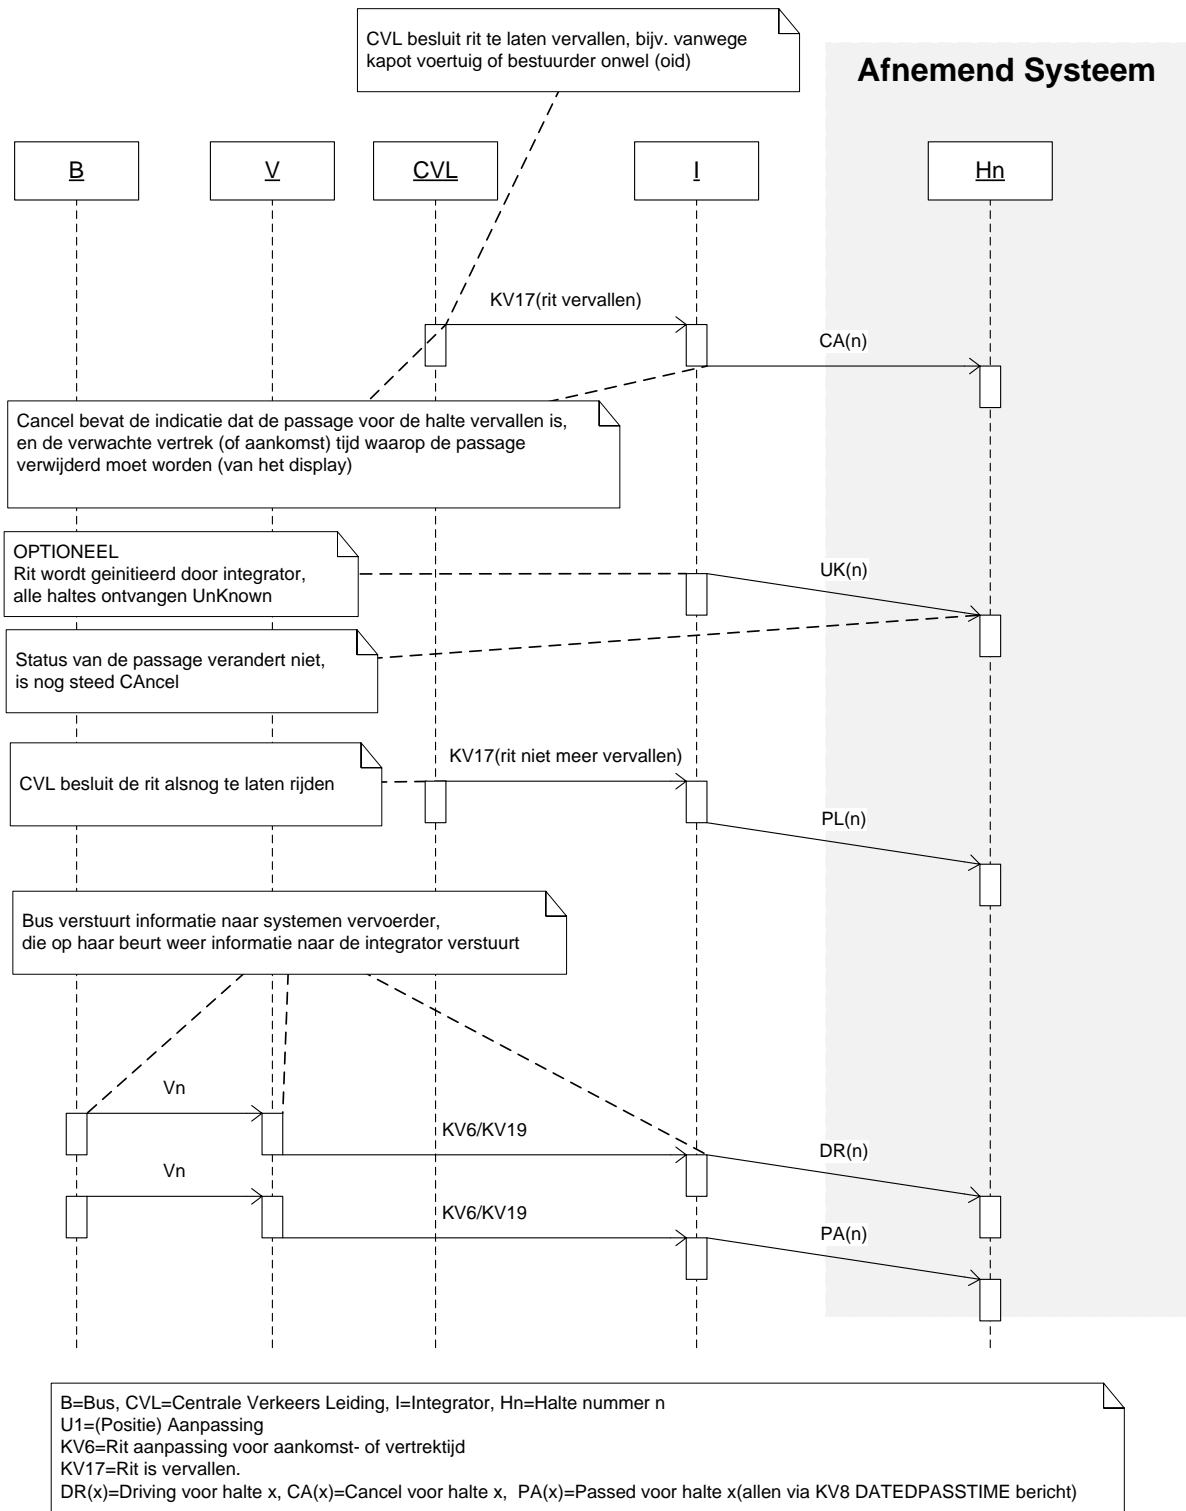 CVL besluit rit te laten vervallen, bijv. vanwege
kapot voertuig of bestuurder onwel (oid)
Afnemend Systeem
B
V
CVL
I
Hn
KV17(rit vervallen)
CA(n)
Cancel bevat de indicatie dat de passage voor de halte vervallen is,
en de verwachte vertrek (of aankomst) tijd waarop de passage
verwijderd moet worden (van het display)
OPTIONEEL
Rit wordt geinitieerd door integrator,
alle haltes ontvangen UnKnown
UK(n)
Status van de passage verandert niet,
is nog steed CAncel
KV17(rit niet meer vervallen)
CVL besluit de rit alsnog te laten rijden
PL(n)
Bus verstuurt informatie naar systemen vervoerder,
die op haar beurt weer informatie naar de integrator verstuurt
Vn
KV6/KV19
DR(n)
Vn
KV6/KV19
PA(n)
B=Bus, CVL=Centrale Verkeers Leiding, I=Integrator, Hn=Halte nummer n
U1=(Positie) Aanpassing
KV6=Rit aanpassing voor aankomst- of vertrektijd
KV17=Rit is vervallen.
DR(x)=Driving voor halte x, CA(x)=Cancel voor halte x,  PA(x)=Passed voor halte x(allen via KV8 DATEDPASSTIME bericht)